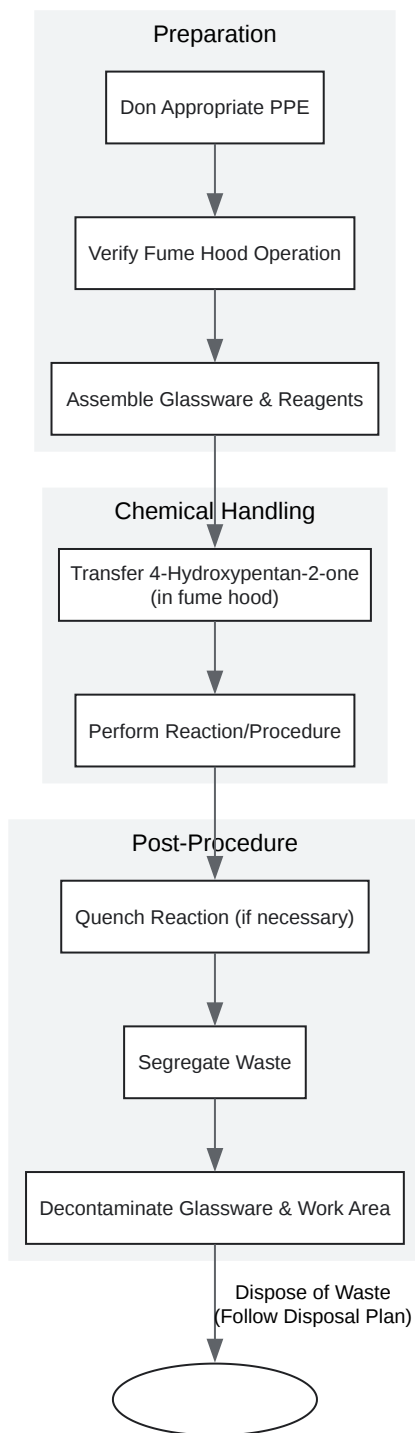 Preparation
Don Appropriate PPE
Verify Fume Hood Operation
Assemble Glassware & Reagents
Chemical Handling
Transfer 4-Hydroxypentan-2-one
(in fume hood)
Perform Reaction/Procedure
Post-Procedure
Quench Reaction (if necessary)
Segregate Waste
Decontaminate Glassware & Work Area
Dispose of Waste
(Follow Disposal Plan)